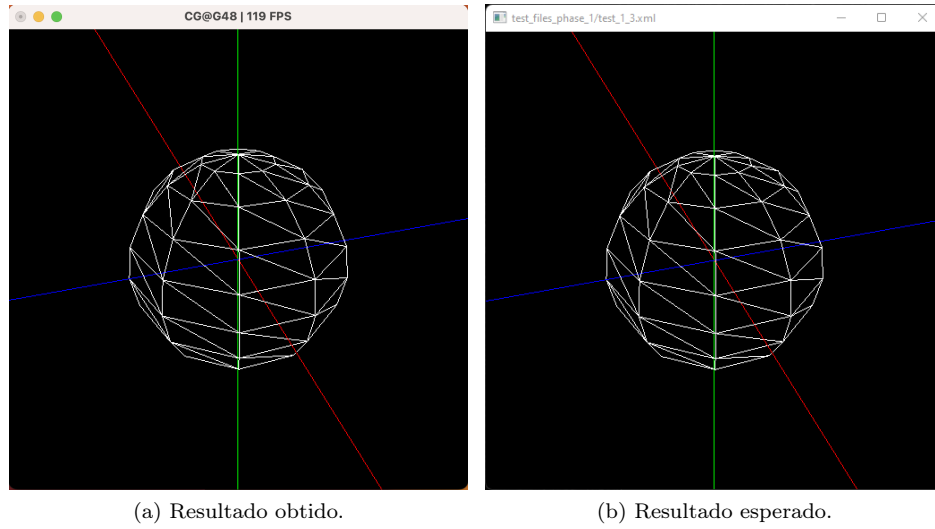 CG@G48 | 119 FPS
test_files_phase_1/test_1_3.xml
(a) Resultado obtido.
(b) Resultado esperado.